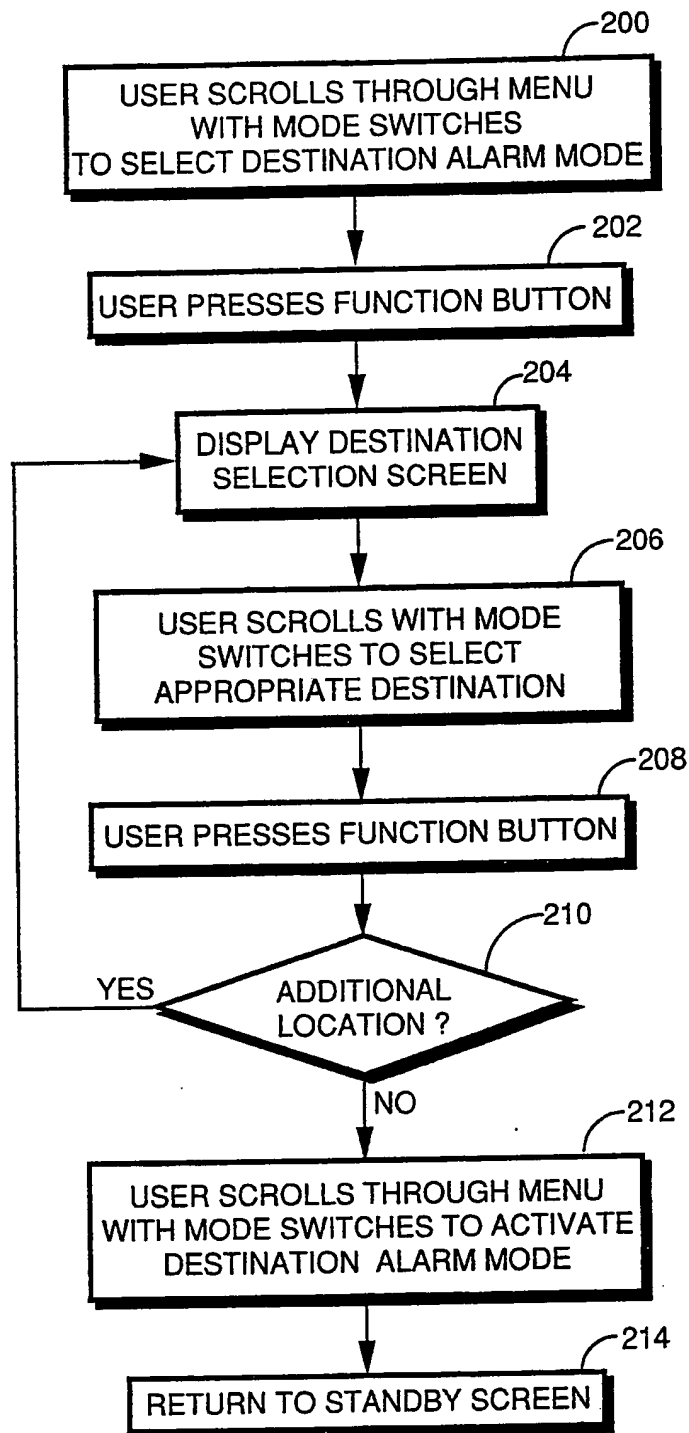 200
USER SCROLLS THROUGH MENU
WITH MODE SWITCHES
TO SELECT DESTINATION ALARM MODE
202
USER PRESSES FUNCTION BUTTON
204
DISPLAY DESTINATION
SELECTION SCREEN
206
USER SCROLLS WITH MODE
SWITCHES TO SELECT
APPROPRIATE DESTINATION
208
USER PRESSES FUNCTION BUTTON
210
YES
ADDITIONAL
LOCATION ?
NO
212
USER SCROLLS THROUGH MENU
WITH MODE SWITCHES TO ACTIVATE
DESTINATION ALARM MODE
214
RETURN TO STANDBY SCREEN